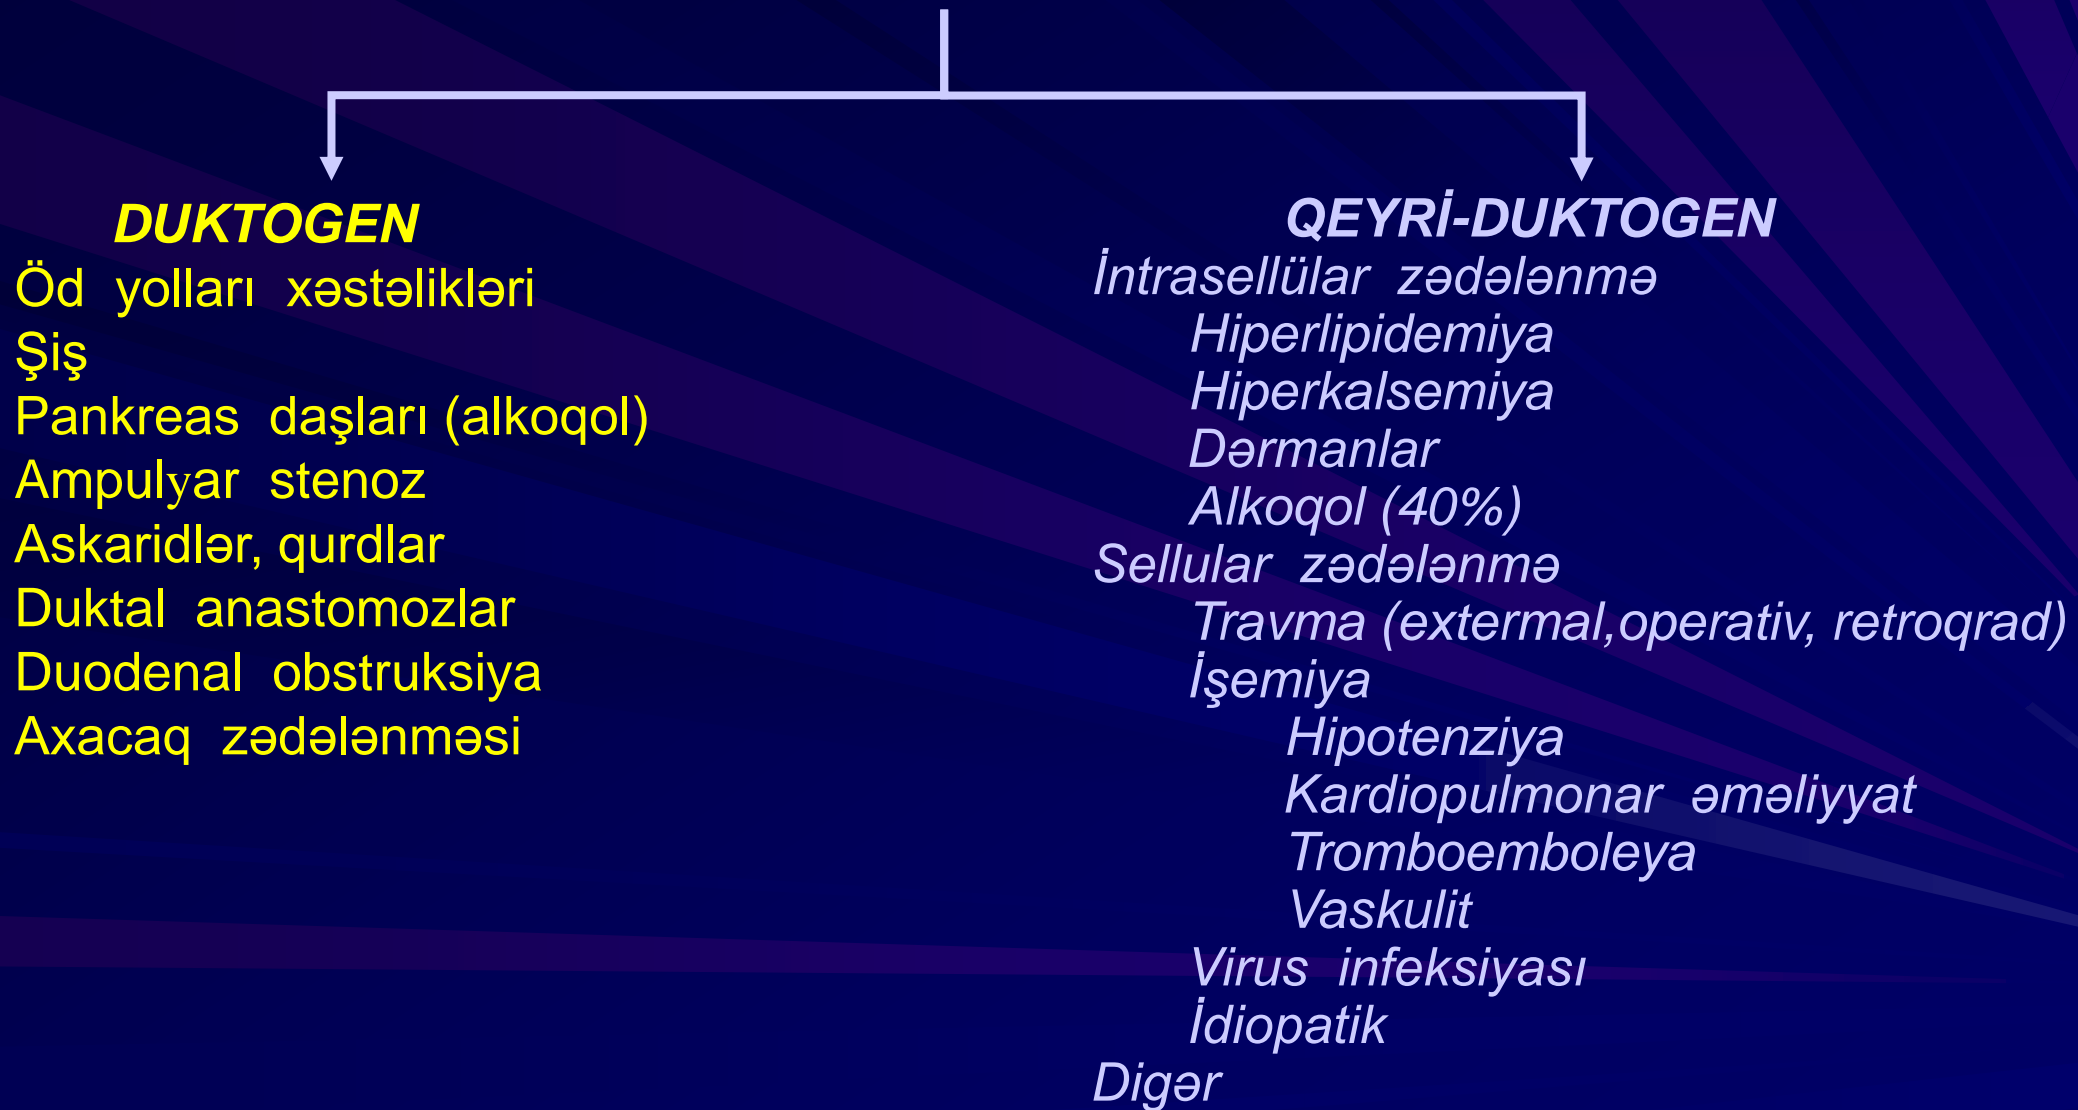 DUKTOGEN
Öd yolları xəstəlikləri
Şiş
Pankreas daşları (alkoqol)
Ampulyar stenoz
Askaridlər, qurdlar
Duktal anastomozlar
Duodenal obstruksiya
Axacaq zədələnməsi
QEYRİ-DUKTOGEN
İntrasellülar zədələnmə
Hiperlipidemiya
Hiperkalsemiya
Dərmanlar
Alkoqol (40%)
Sellular zədələnmə
Travma (extermal,operativ, retroqrad)
İşemiya
Hipotenziya
Kardiopulmonar əməliyyat
Tromboemboleya
Vaskulit
Virus infeksiyası
İdiopatik
Digər